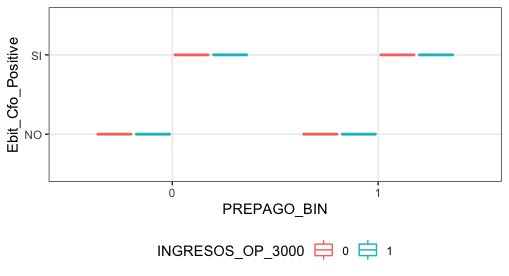 Ebit_Cfo_Positive
SI
NO
0 1
PREPAGO_BIN
INGRESOS_OP_3000 0 1